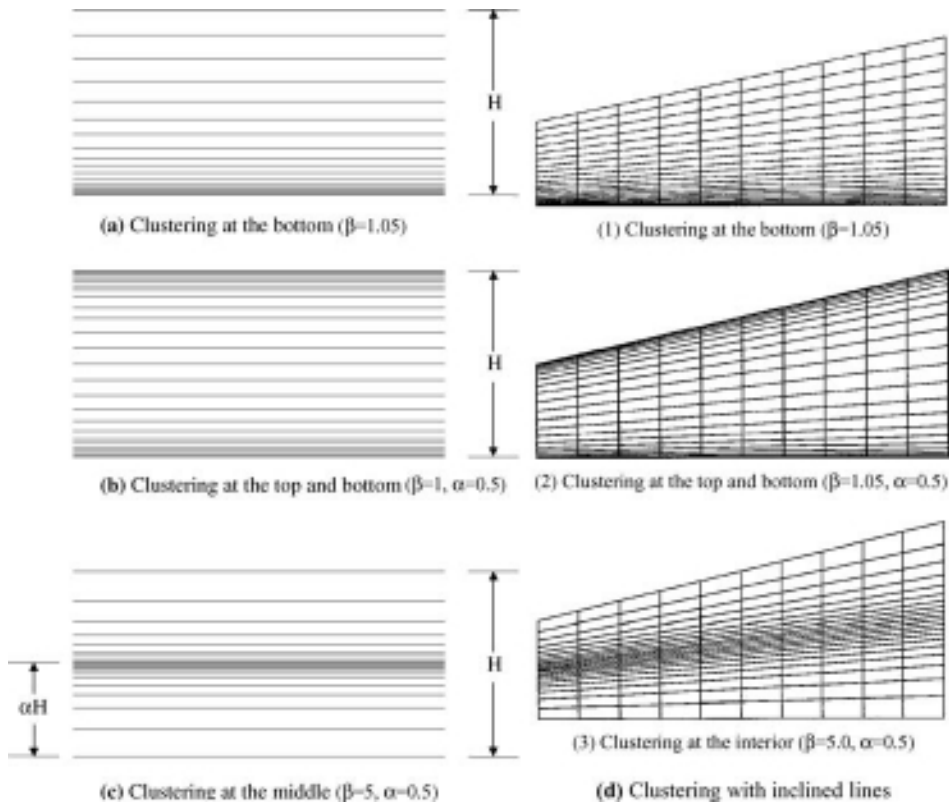 H
(a) Clustering at the bottom (β=1.05)
(1) Clustering at the bottom (β=1.05)
H
(b) Clustering at the top and bottom (β=1, α=0.5)
(2) Clustering at the top and bottom (β=1.05, α=0.5)
H
αH
(c) Clustering at the middle (β=5, α=0.5)
(3) Clustering at the interior (β=5.0, α=0.5)
(d) Clustering with inclined lines